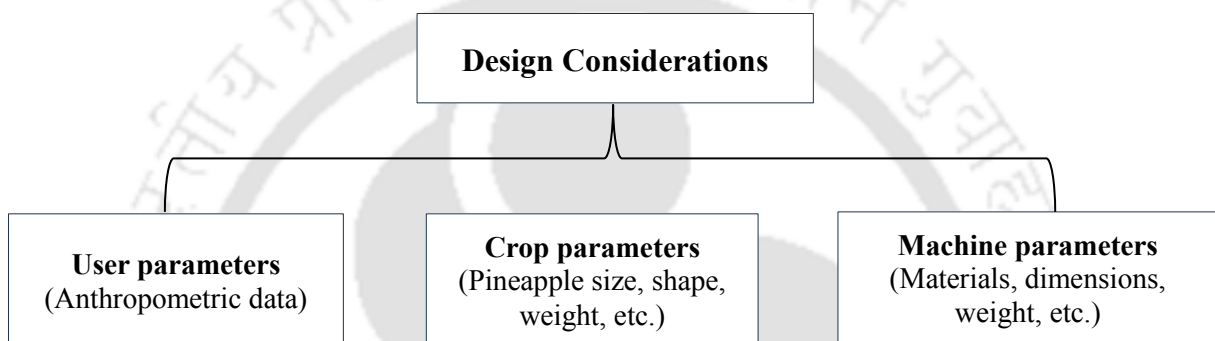 Design Considerations
User parameters
(Anthropometric data)
Crop parameters
(Pineapple size, shape,
weight, etc.)
Machine parameters
(Materials, dimensions,
weight, etc.)